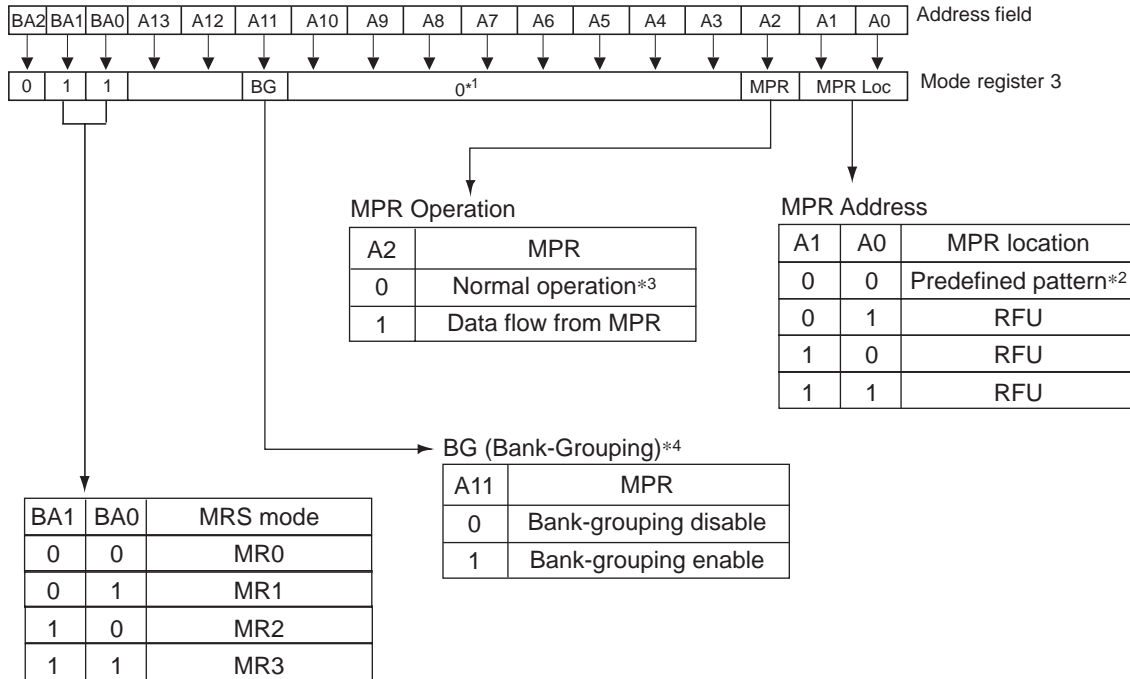 BA2 BA1 BA0 A13 A12 A11 A10 A9 A8 A7 A6 A5 A4 A3 A2 A1 A0 Address field
0 1 1 BG 0*1 MPR MPR Loc Mode register 3
MPR Operation
A2 MPR
0 Normal operation*3
1 Data flow from MPR
MPR Address
A1 A0 MPR location
0 0 Predefined pattern*2
0 1 RFU
1 0 RFU
1 1 RFU
BG (Bank-Grouping)*4
A11 MPR
0 Bank-grouping disable
1 Bank-grouping enable
BA1 BA0 MRS mode
0 0 MR0
0 1 MR1
1 0 MR2
1 1 MR3